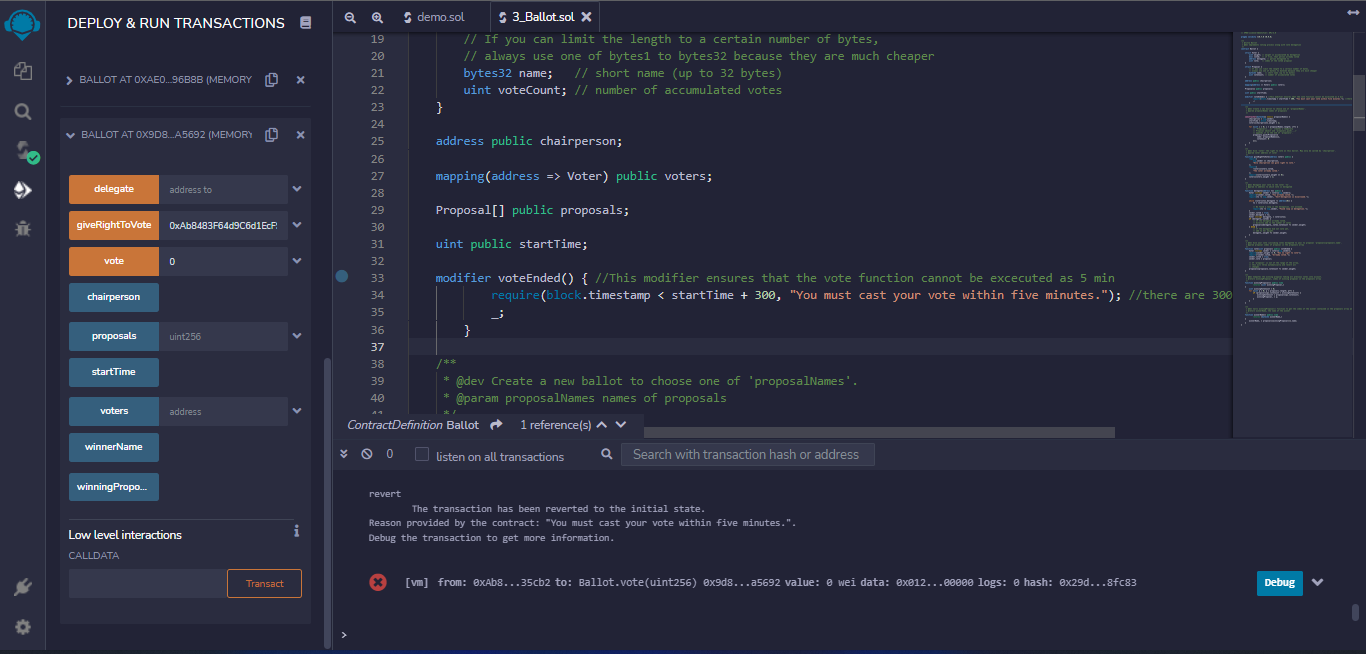 DEPLOY & RUN TRANSACTIONS
BALLOT AT 0XAE0...96B8B (MEMORY
BALLOT AT 0X9D8...A5692 (MEMORY
delegate address to
giveRightToVote 0xAb8483F64d9C6d1EcF
vote 0
chairperson
proposals uint256
startTime
voters address
winnerName
winningPropo...
Low level interactions
CALLDATA
Transact
demo.sol 3_Ballot.sol
19 // If you can limit the length to a certain number of bytes,
20 // always use one of bytes1 to bytes32 because they are much cheaper
21 bytes32 name; // short name (up to 32 bytes)
22 uint voteCount; // number of accumulated votes
23 }
24
25 address public chairperson;
26
27 mapping(address => Voter) public voters;
28
29 Proposal[] public proposals;
30
31 uint public startTime;
32
33 modifier voteEnded() { //This modifier ensures that the vote function cannot be excecuted as 5 min
34 require(block.timestamp < startTime + 300, "You must cast your vote within five minutes."); //there are 300
35 _;
36 }
37
38 /**
39 * @dev Create a new ballot to choose one of 'proposalNames'.
40 * @param proposalNames names of proposals
41 */
ContractDefinition Ballot 1 reference(s)
0 listen on all transactions Search with transaction hash or address
revert
The transaction has been reverted to the initial state.
Reason provided by the contract: "You must cast your vote within five minutes.".
Debug the transaction to get more information.
[vm] from: 0xAb8...35cb2 to: Ballot.vote(uint256) 0x9d8...a5692 value: 0 wei data: 0x012...00000 logs: 0 hash: 0x29d...8fc83
Debug
>